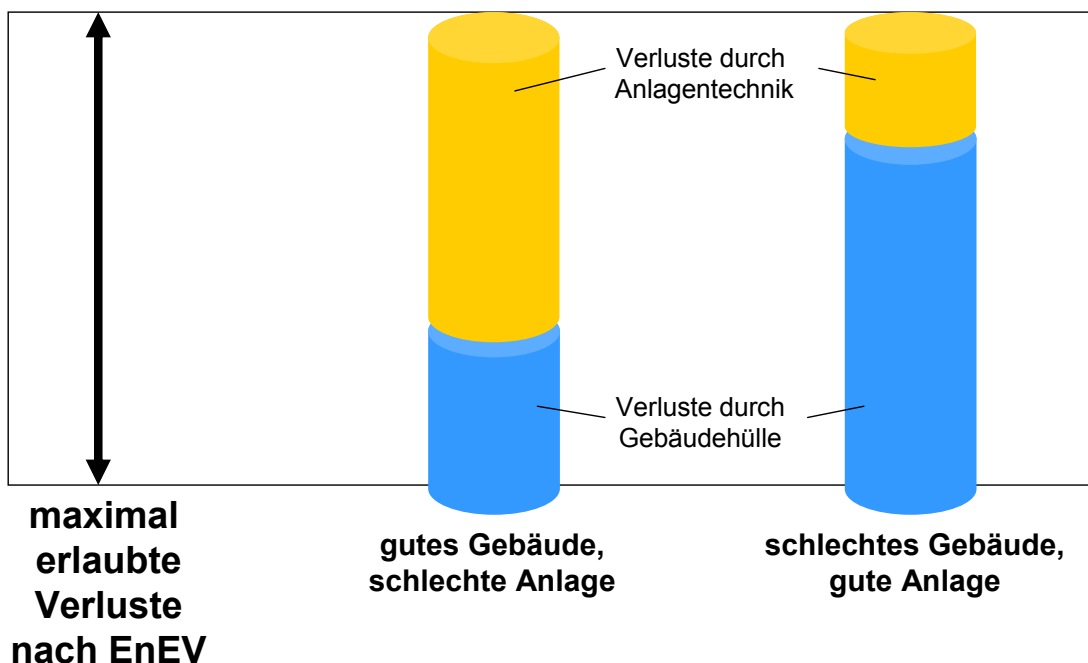 Verluste durch
Anlagentechnik
Verluste durch
Gebäudehülle
maximal
erlaubte
Verluste
nach EnEV
gutes Gebäude,
schlechte Anlage
schlechtes Gebäude,
gute Anlage